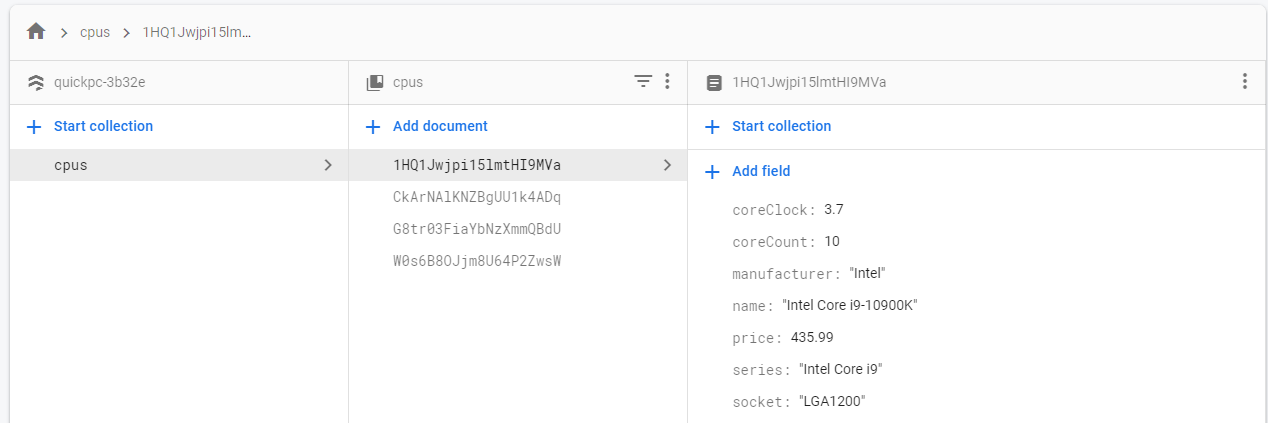 cpus 1HQ1Jwjpi15lm...
quickpc-3b32e
Start collection
cpus
cpus
Add document
1HQ1Jwjpi15lmtHI9MVa
CkArNAlKNZBgUU1k4ADq
G8tr03FiaYbNzXmmQBdU
W0s6B8OJjm8U64P2ZwsW
1HQ1Jwjpi15lmtHI9MVa
Start collection
Add field
coreClock: 3.7
coreCount: 10
manufacturer: "Intel"
name: "Intel Core i9-10900K"
price: 435.99
series: "Intel Core i9"
socket: "LGA1200"